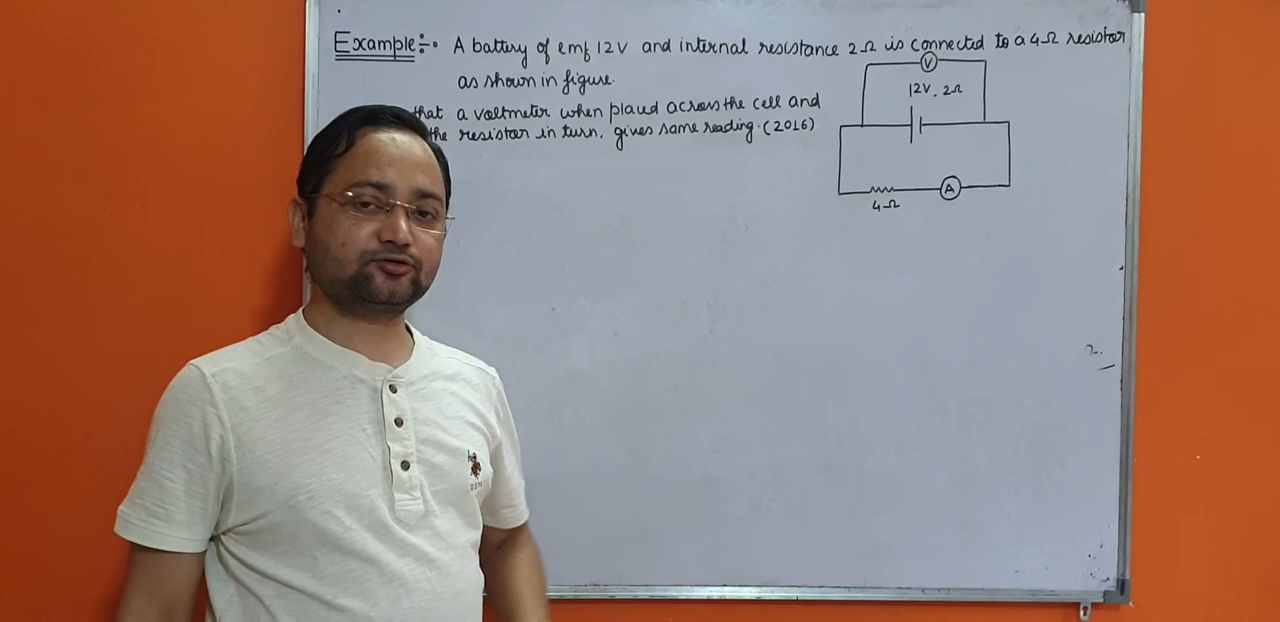 Example:- A battery of emf 12V and internal resistance 2Ω is connected to a 4Ω resistor
as shown in figure.
that a voltmeter when placed across the cell and
the resistor in turn, gives same reading. (2016)
V
12V, 2Ω
A
4Ω
2.